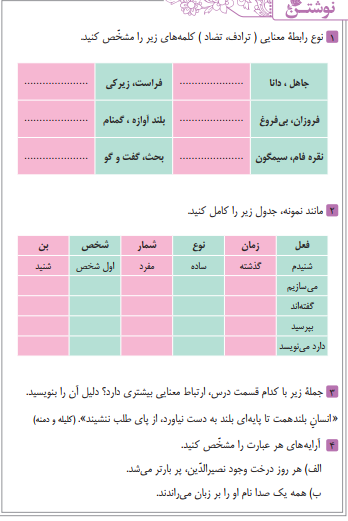 نوشتن
۱ نوع رابطهٔ معنایی ( ترادف، تضاد ) کلمه‌های زیر را مشخّص کنید.
جاهل ، دانا ........................ فراست، زیرکی ........................
فروزان، بی‌فروغ ........................ بلند آوازه ، گمنام ........................
نقره فام، سیمگون ........................ بحث، گفت و گو ........................
۲ مانند نمونه، جدول زیر را کامل کنید.
فعل زمان نوع شمار شخص بن
شنیدم گذشته ساده مفرد اول شخص شنید
می‌سازیم
گفته‌اند
بپرسید
دارد می‌نویسد
۳ جملهٔ زیر با کدام قسمت درس، ارتباط معنایی بیشتری دارد؟ دلیل آن را بنویسید.
«انسانِ بلندهمت تا پایه‌ای بلند به دست نیاورد، از پای طلب ننشیند». (کلیله و دمنه)
۴ آرایه‌های هر عبارت را مشخّص کنید.
الف) هر روز درخت وجود نصیرالدّین، پر بارتر می‌شد.
ب) همه یک صدا نام او را بر زبان می‌راندند.